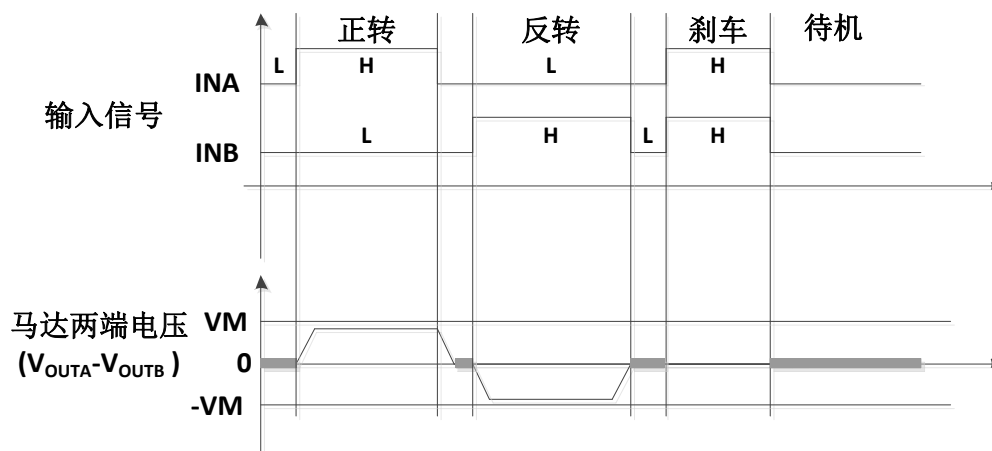 正转 反转 刹车 待机
L H L H
INA
输入信号
L H L H
INB
马达两端电压 VM
(VOUTA-VOUTB ) 0
-VM